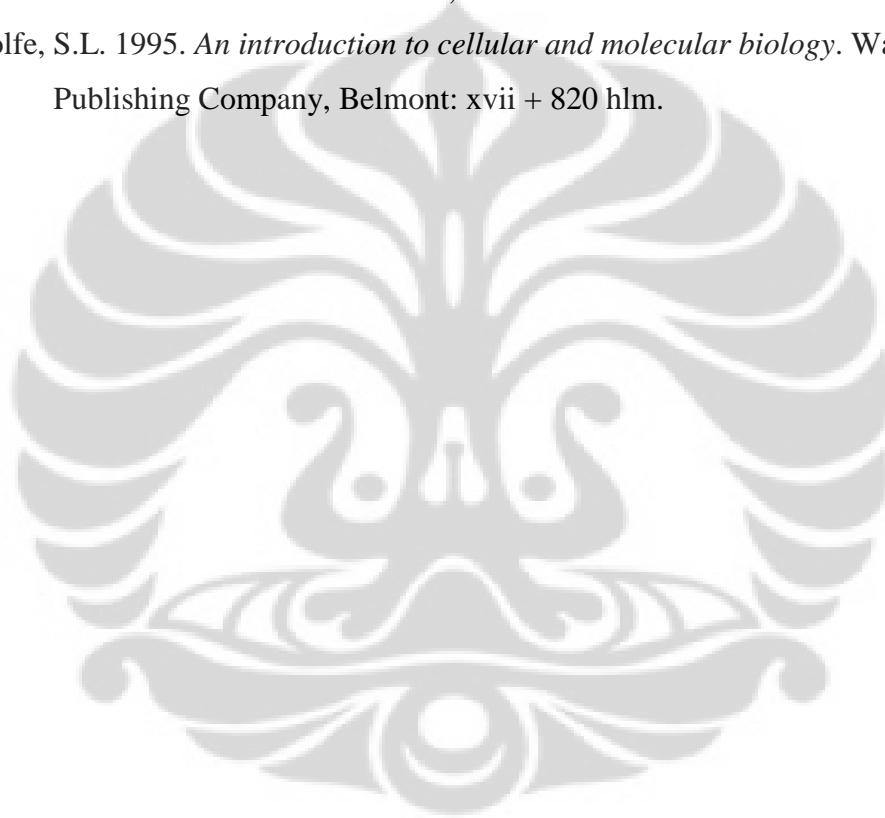 olfe, S.L. 1995. An introduction to cellular and molecular biology. Wa
Publishing Company, Belmont: xvii + 820 hlm.